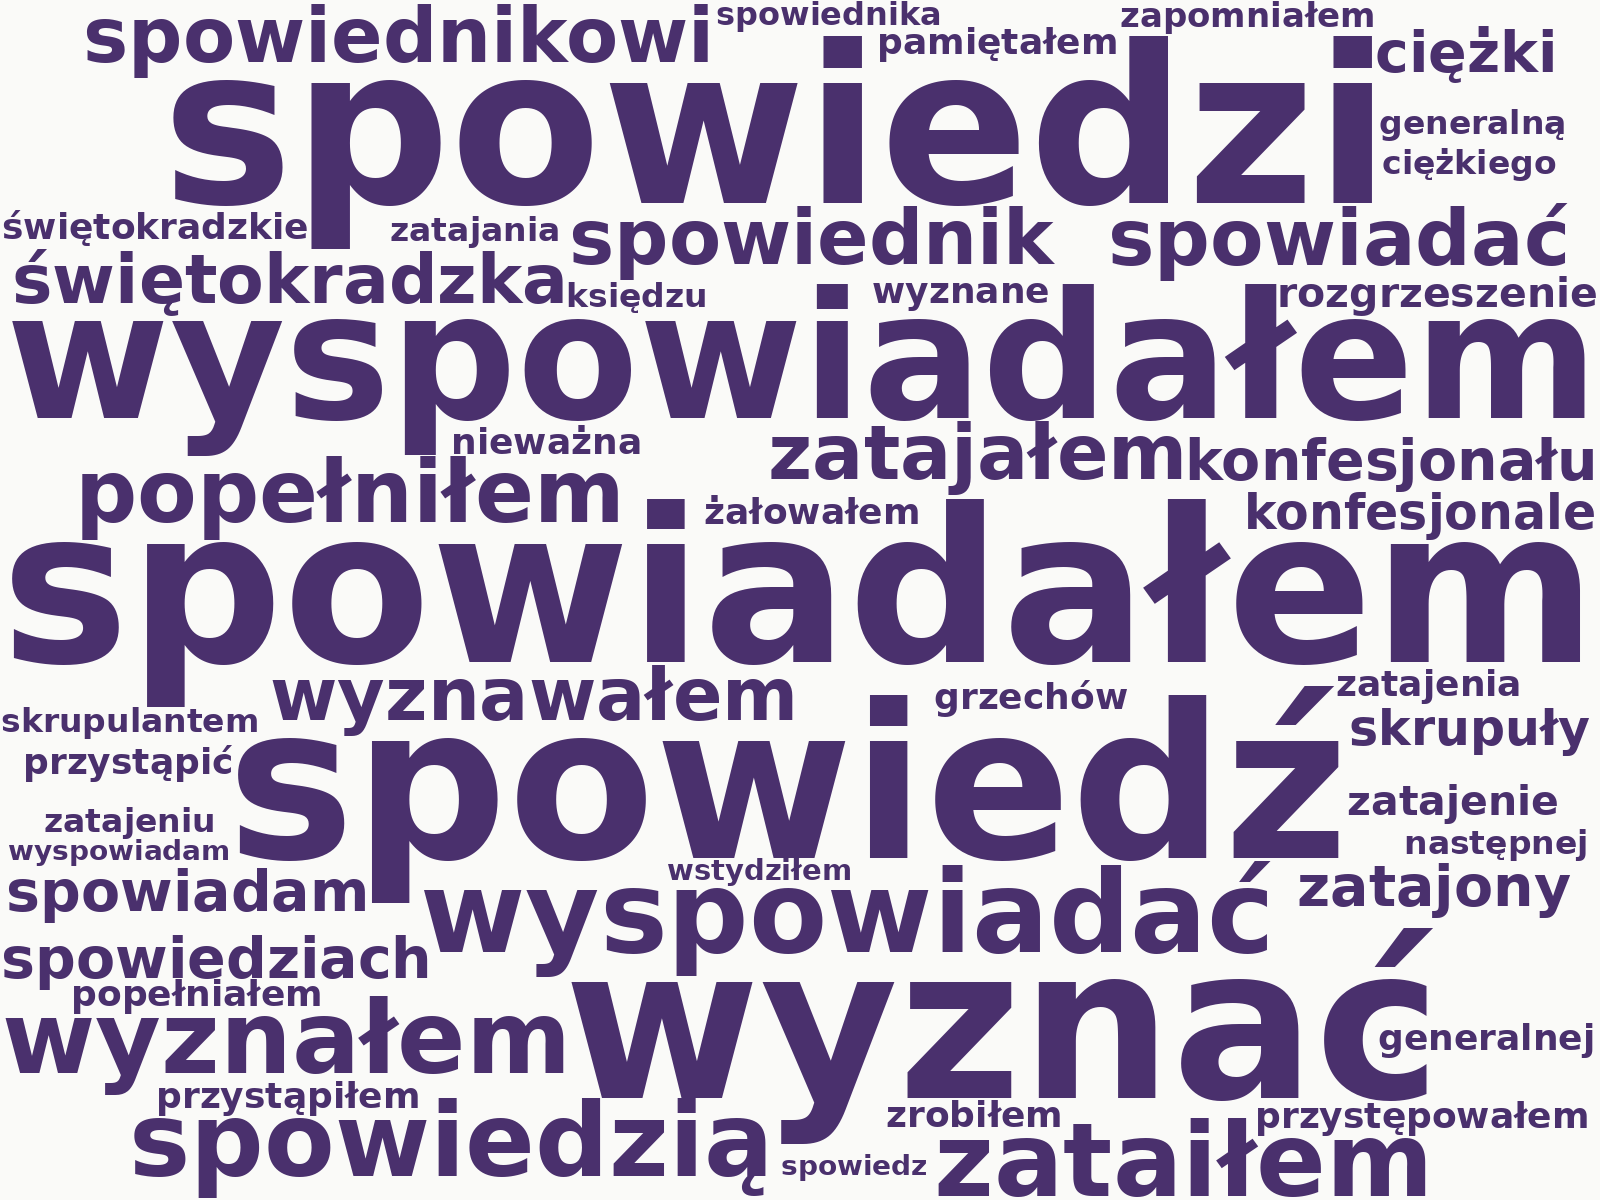 spowiednikowi spowiednika zapomniałem
pamiętałem ciężki
spowiedzi
generalną
ciężkiego
świętokradzkie zatajania spowiednik spowiadać
świętokradzka księdzu wyznane rozgrzeszenie
wyspowiadałem
nieważna zatajałem konfesjonału
popełniłem żałowałem konfesjonale
spowiadałem
wyznawałem grzechów zatajenia
skrupulantem skrupuły
przystąpić spowiedź
zatajenie
zatajeniu następnej
wyspowiadam
spowiadam wstydziłem zatajony
wyspowiadać
spowiedziach
popełniałem
wyznałem wyznać generalnej
przystąpiłem zrobiłem przystępowałem
spowiedzią spowiedz zataiłem